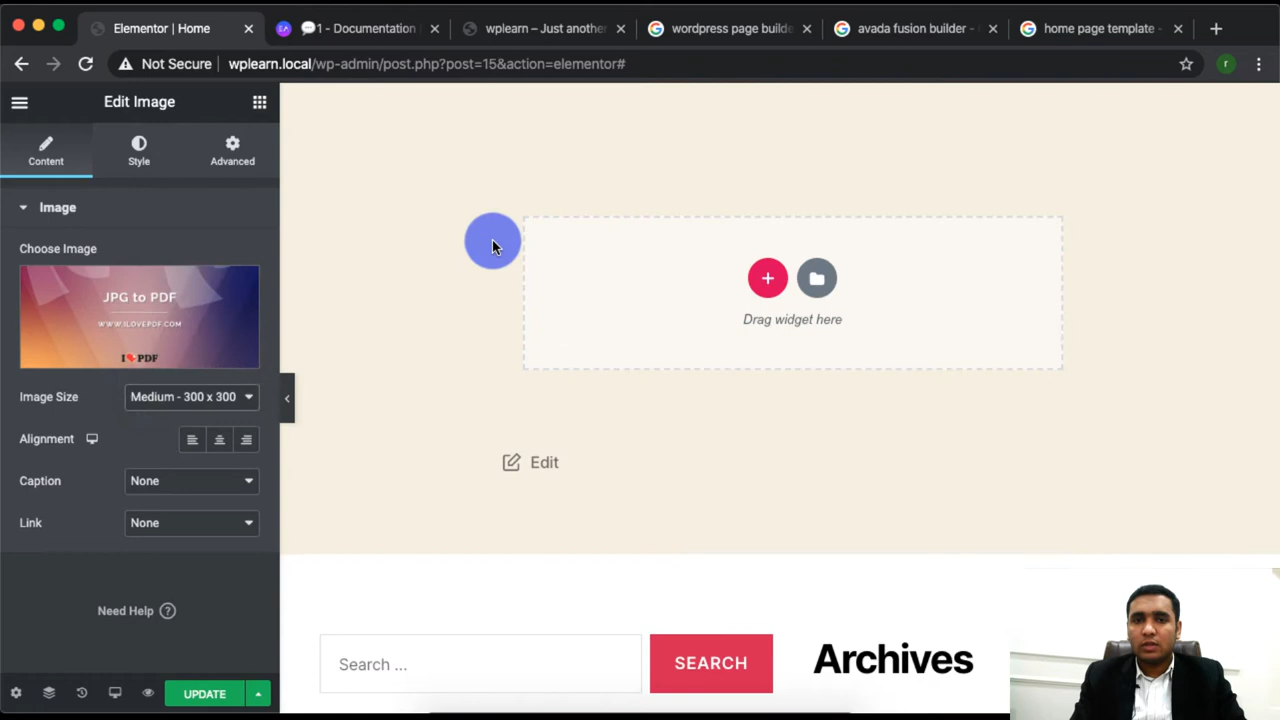 Elementor | Home
1 - Documentation
wplearn – Just another
wordpress page builde
avada fusion builder -
home page template -
Not Secure
wplearn.local/wp-admin/post.php?post=15&action=elementor#
r
Edit Image
Content
Style
Advanced
Image
Choose Image
JPG to PDF
WWW.ILOVEPDF.COM
I PDF
Image Size
Medium - 300 x 300
Alignment
Caption
None
Link
None
Need Help
UPDATE
Drag widget here
Edit
Search ...
SEARCH
Archives